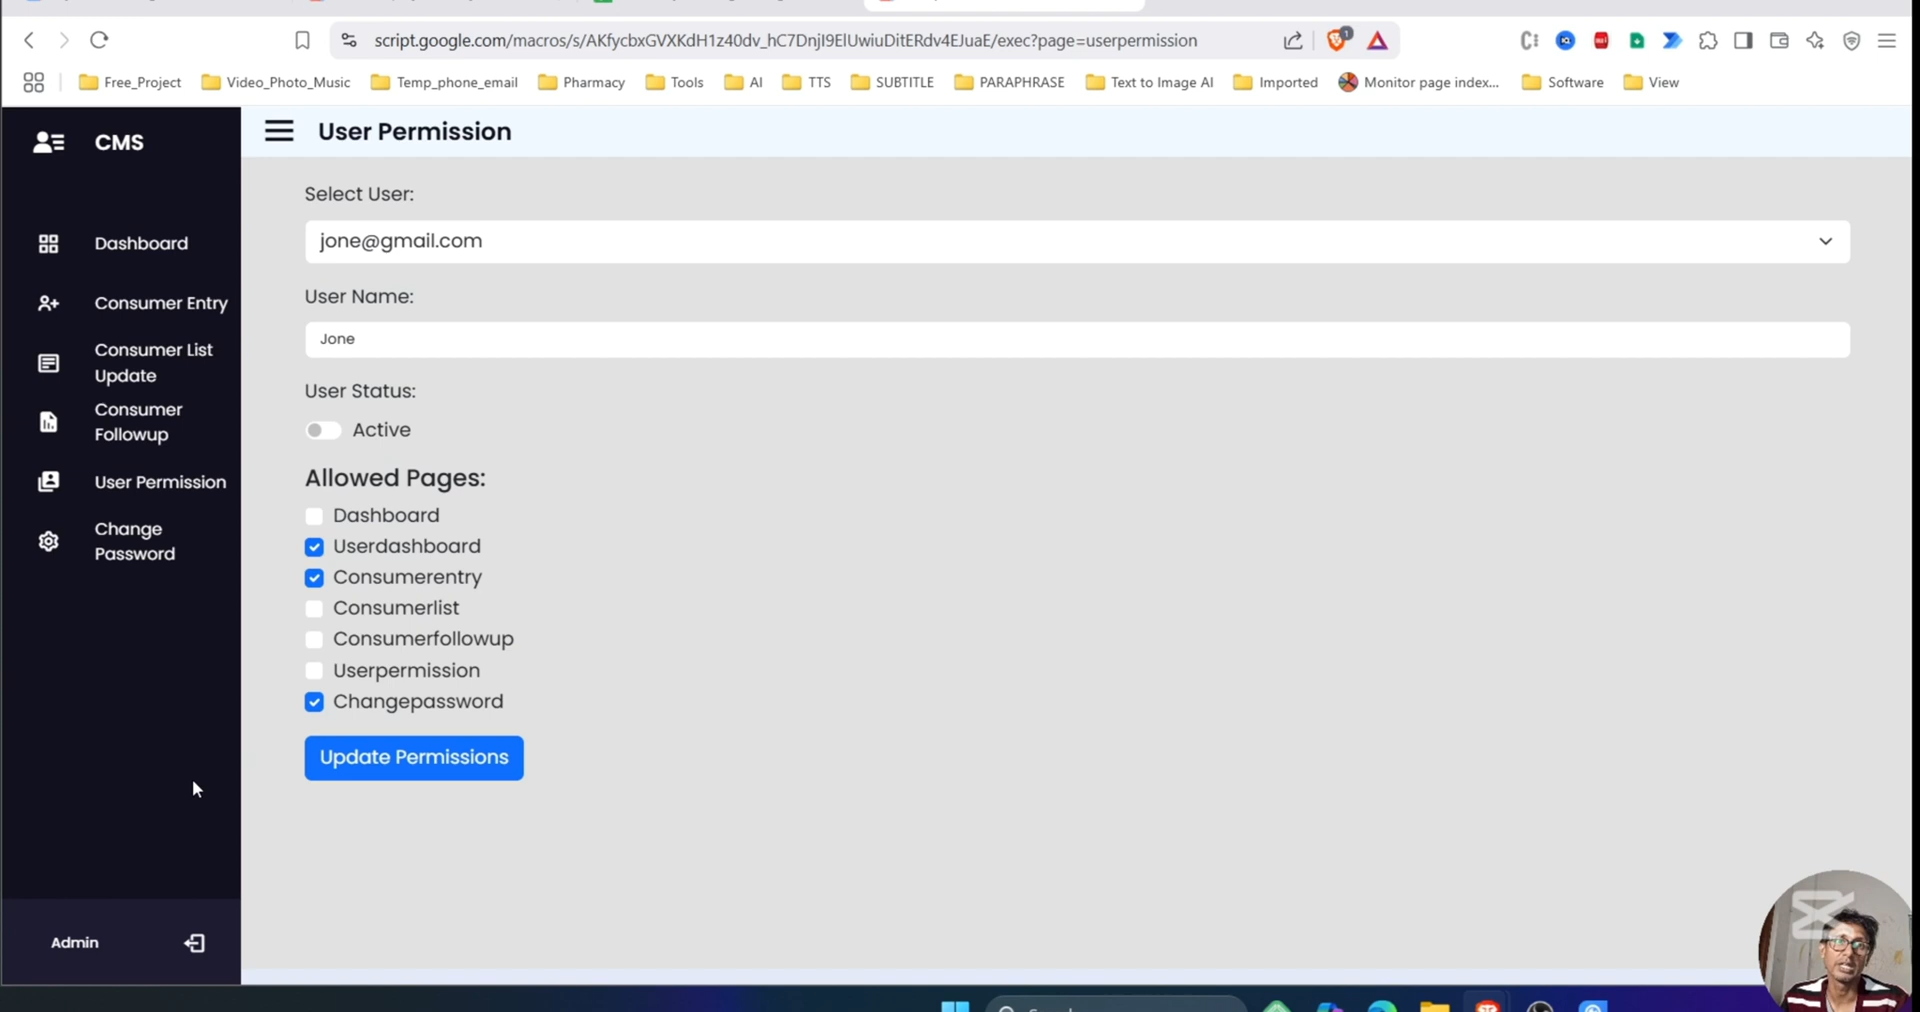 script.google.com/macros/s/AKfycbxGVXKdH1z40dv_hC7DnjI9ElUwiuDitERdv4EJuaE/exec?page=userpermission
1
Free_Project
Video_Photo_Music
Temp_phone_email
Pharmacy
Tools
AI
TTS
SUBTITLE
PARAPHRASE
Text to Image AI
Imported
Monitor page index...
Software
View
CMS
User Permission
Dashboard
Consumer Entry
Consumer List
Update
Consumer
Followup
User Permission
Change
Password
Admin
Select User:
jone@gmail.com
User Name:
Jone
User Status:
Active
Allowed Pages:
Dashboard
Userdashboard
Consumerentry
Consumerlist
Consumerfollowup
Userpermission
Changepassword
Update Permissions